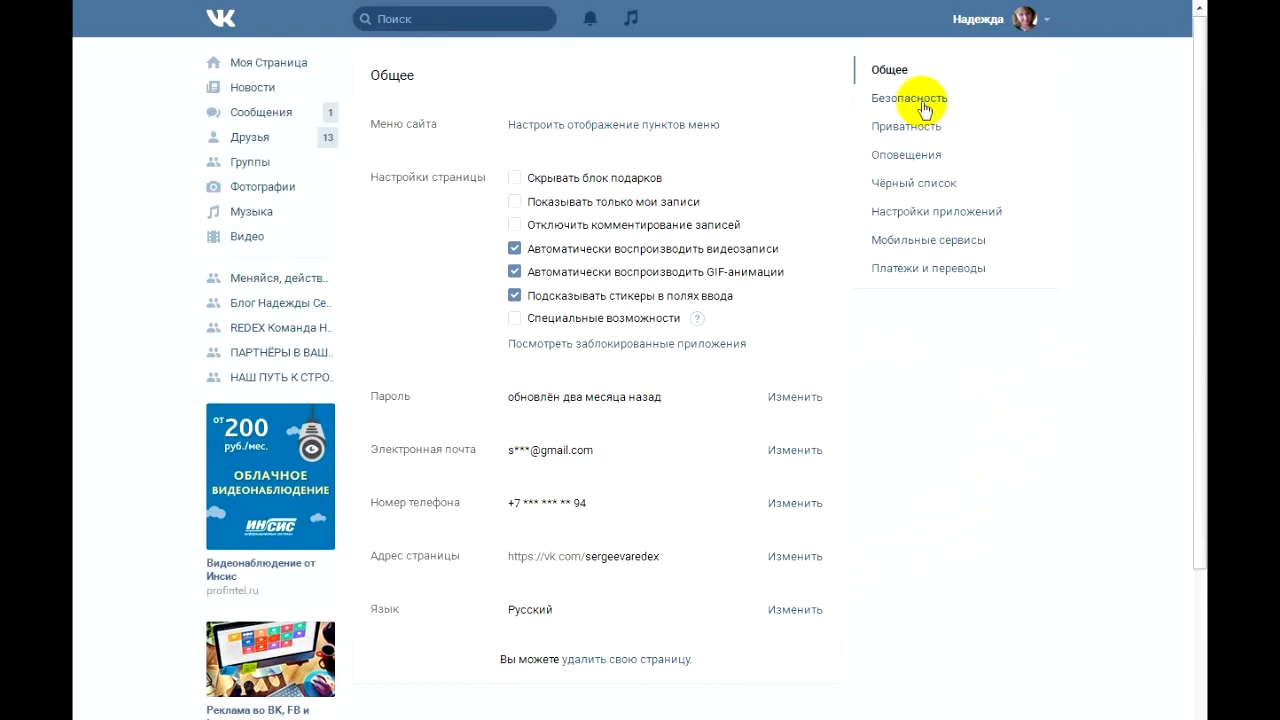 VK
Поиск
Надежда
Моя Страница
Новости
Сообщения 1
Друзья 13
Группы
Фотографии
Музыка
Видео
Меняйся, действ..
Блог Надежды Се..
REDEX Команда Н..
ПАРТНЁРЫ В ВАШ..
НАШ ПУТЬ К СТРО..
от 200
руб./мес.
ОБЛАЧНОЕ
ВИДЕОНАБЛЮДЕНИЕ
ИНСИС
Видеонаблюдение от
Инсис
profintel.ru
Реклама во ВК, FB и
Общее
Меню сайта Настроить отображение пунктов меню
Настройки страницы
Скрывать блок подарков
Показывать только мои записи
Отключить комментирование записей
Автоматически воспроизводить видеозаписи
Автоматически воспроизводить GIF-анимации
Подсказывать стикеры в полях ввода
Специальные возможности ?
Посмотреть заблокированные приложения
Пароль обновлён два месяца назад Изменить
Электронная почта s***@gmail.com Изменить
Номер телефона +7 *** *** ** 94 Изменить
Адрес страницы https://vk.com/sergeevaredex Изменить
Язык Русский Изменить
Вы можете удалить свою страницу.
Общее
Безопасность
Приватность
Оповещения
Чёрный список
Настройки приложений
Мобильные сервисы
Платежи и переводы